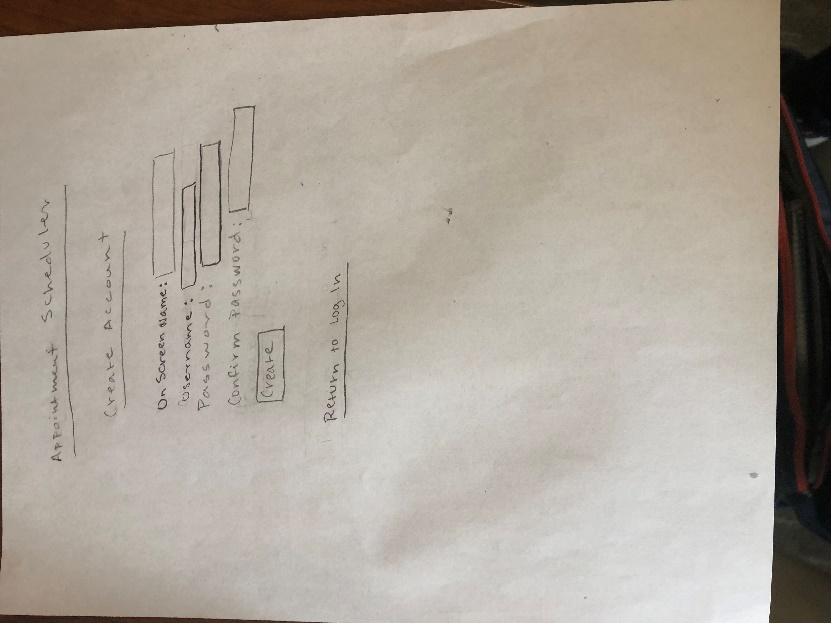 Appointment Scheduler
Create Account
On Screen Name:
Username:
Password:
Confirm Password:
Create
Return to Log In